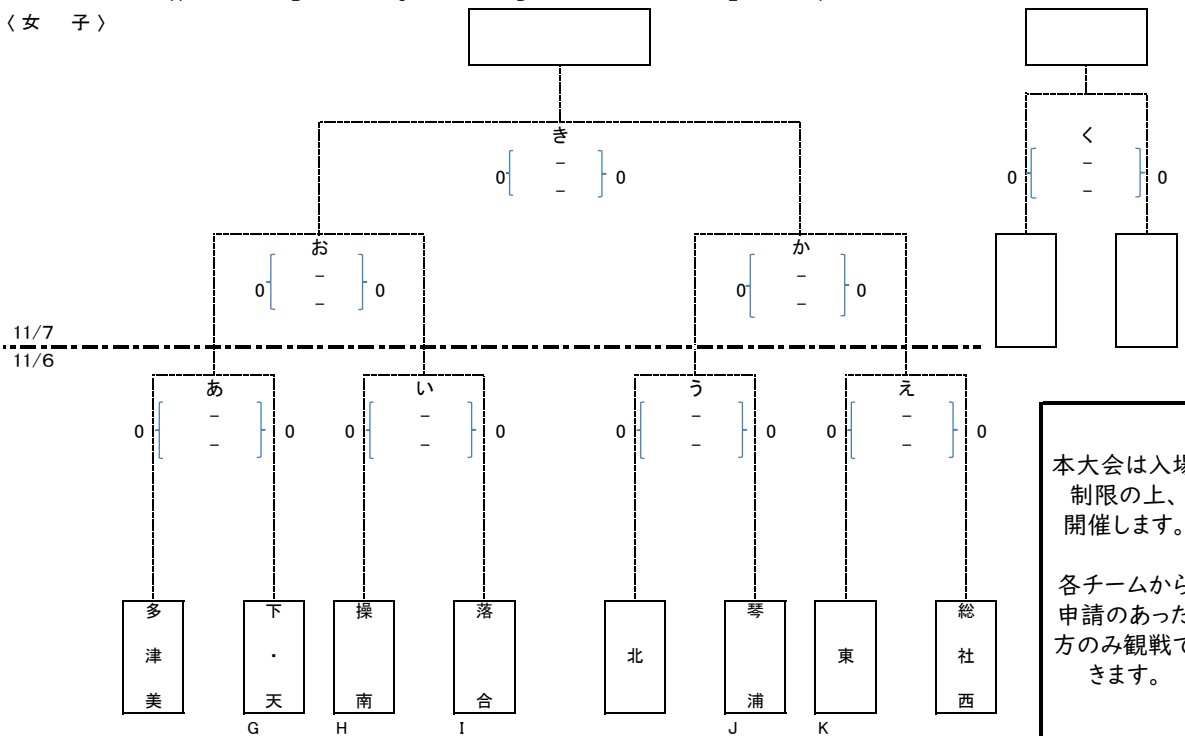 〈 女 子 〉
き
く
0 － 0
－
0 － 0
－
お
か
0 － 0
－
0 － 0
－
11/7
11/6
あ
い
う
え
0 － 0
－
0 － 0
－
0 － 0
－
0 － 0
－
本大会は入場
制限の上、
開催します。
各チームから
申請のあった
方のみ観戦で
きます。
多津美
下・天
操南
落合
北
琴浦
東
総社西
G
H
I
J
K